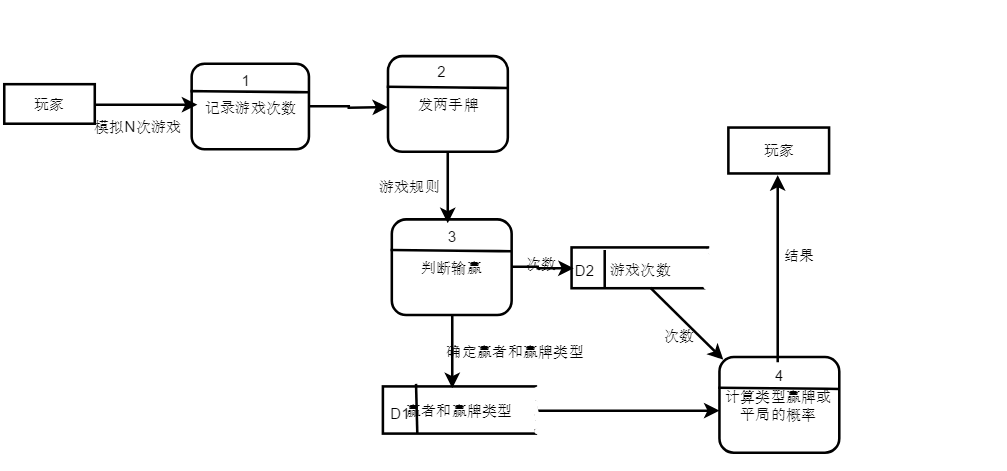 玩家
模拟N次游戏
1
记录游戏次数
2
发两手牌
游戏规则
3
判断输赢
次数
D2
游戏次数
次数
确定赢者和赢牌类型
D1
赢者和赢牌类型
4
计算类型赢牌或
平局的概率
结果
玩家